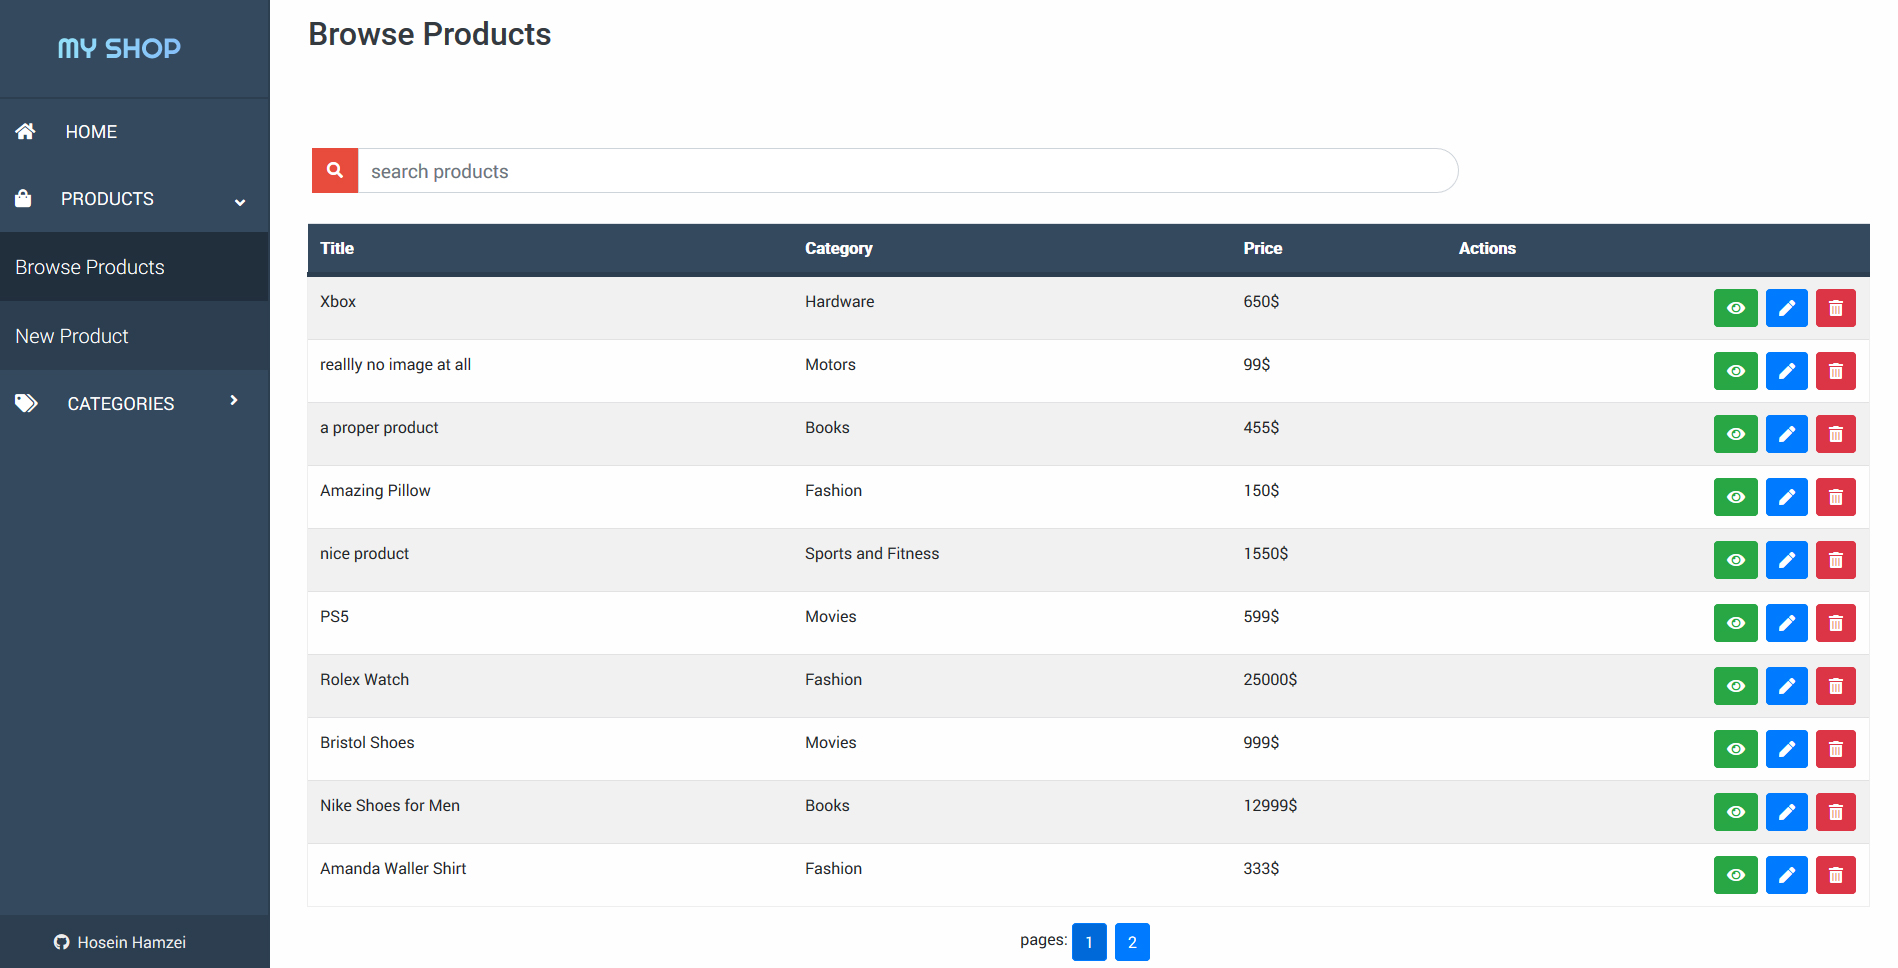 MY SHOP
HOME
PRODUCTS
Browse Products
New Product
CATEGORIES
Hosein Hamzei
Browse Products
search products
Title Category Price Actions
Xbox Hardware 650$
reallly no image at all Motors 99$
a proper product Books 455$
Amazing Pillow Fashion 150$
nice product Sports and Fitness 1550$
PS5 Movies 599$
Rolex Watch Fashion 25000$
Bristol Shoes Movies 999$
Nike Shoes for Men Books 12999$
Amanda Waller Shirt Fashion 333$
pages: 1 2